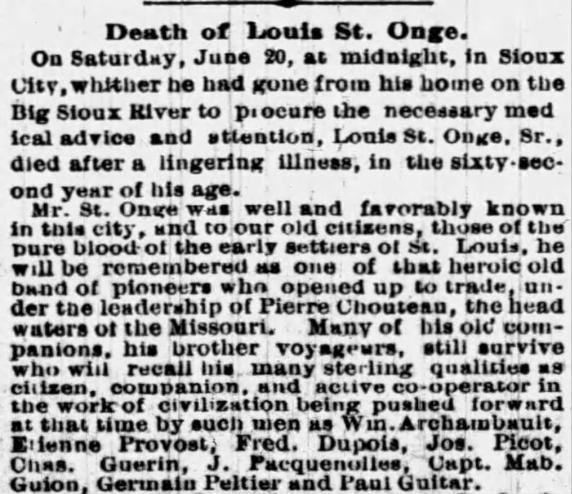 Death of Louis St. Onge.
On Saturday, June 20, at midnight, in Sioux
City, whither he had gone from his home on the
Big Sioux River to procure the necessary med
ical advice and attention, Louis St. Onge, Sr.,
died after a lingering illness, in the sixty-sec-
ond year of his age.
Mr. St. Onge was well and favorably known
in this city, and to our old citizens, those of the
pure blood of the early settlers of St. Louis, he
will be remembered as one of that heroic old
band of pioneers who opened up to trade, un-
der the leadership of Pierre Chouteau, the head
waters of the Missouri. Many of his old com-
panions, his brother voyageurs, still survive
who will recall his many sterling qualities as
citizen, companion, and active co-operator in
the work of civilization being pushed forward
at that time by such men as Wm. Archambault,
Etienne Provost, Fred. Dupois, Jos. Picot,
Chas. Guerin, J. Pacquenolles, Capt. Mab.
Guion, Germain Peltier and Paul Guitar.